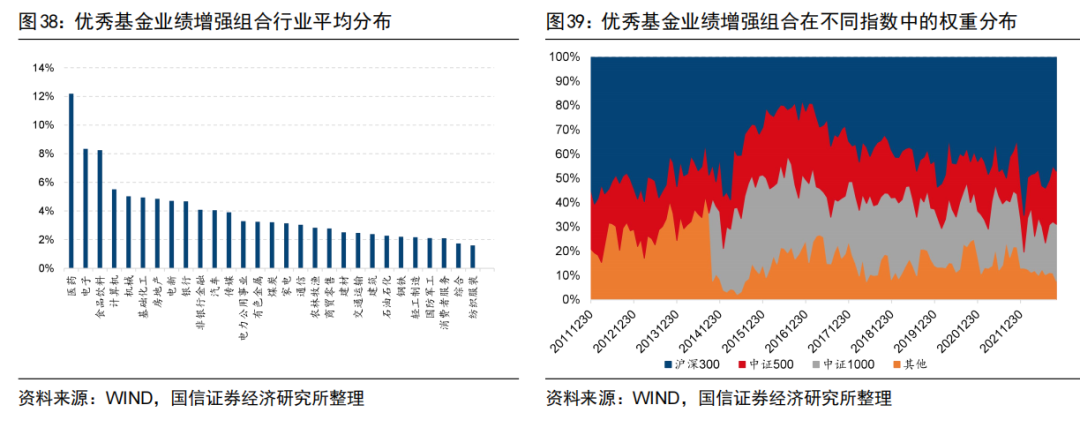 图38：优秀基金业绩增强组合行业平均分布
14%
12%
10%
8%
6%
4%
2%
0%
医药
电子
食品饮料
计算机
机械
基础化工
房地产
电新
银行
非银行金融
汽车
传媒
电力公用事业
有色金属
煤炭
家电
通信
农林牧渔
商贸零售
建材
交通运输
建筑
石油石化
钢铁
轻工制造
国防军工
消费者服务
综合
纺织服装
资料来源：WIND，国信证券经济研究所整理
图39：优秀基金业绩增强组合在不同指数中的权重分布
100%
90%
80%
70%
60%
50%
40%
30%
20%
10%
0%
20111230
20121230
20131230
20141230
20151230
20161230
20171230
20181230
20191230
20201230
20211230
沪深300
中证500
中证1000
其他
资料来源：WIND，国信证券经济研究所整理